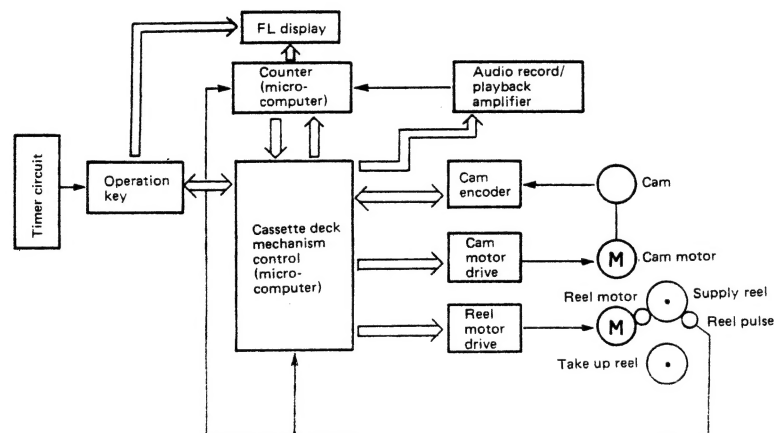 FL display
Counter
(micro-
computer)
Audio record/
playback
amplifier
Timer circuit
Operation
key
Cassette deck
mechanism
control
(micro-
computer)
Cam
encoder
Cam
Cam
motor
drive
M
Cam motor
Reel
motor
drive
Reel motor
M
Supply reel
Reel pulse
Take up reel